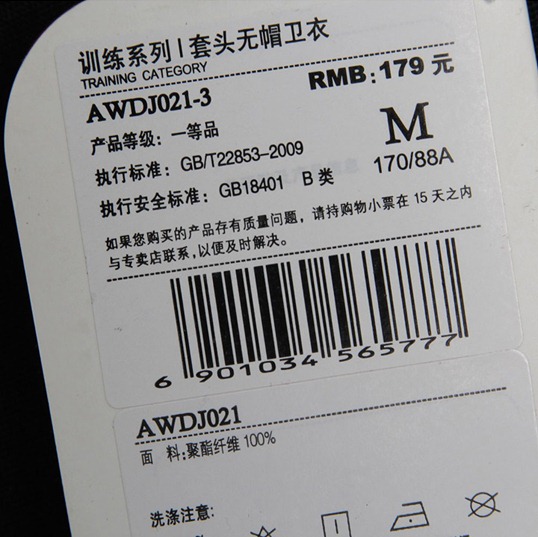 训练系列 | 套头无帽卫衣
TRAINING CATEGORY
RMB: 179 元
AWDJ021-3
产品等级: 一等品
M
执行标准: GB/T22853-2009
170/88A
执行安全标准: GB18401 B 类
如果您购买的产品存有质量问题，请持购物小票在 15 天之内
与专卖店联系,以便及时解决。
6 901034 565777
AWDJ021
面 料:聚酯纤维 100%
洗涤注意: